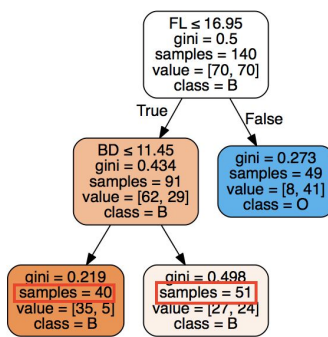 FL ≤ 16.95
gini = 0.5
samples = 140
value = [70, 70]
class = B
True
False
BD ≤ 11.45
gini = 0.434
samples = 91
value = [62, 29]
class = B
gini = 0.273
samples = 49
value = [8, 41]
class = O
gini = 0.219
samples = 40
value = [35, 5]
class = B
gini = 0.498
samples = 51
value = [27, 24]
class = B